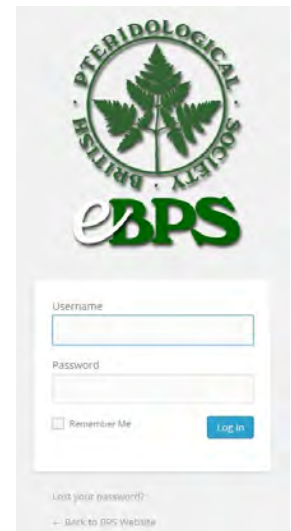 BRITISH · PTERIDOLOGICAL · SOCIETY ·
eBPS
Username
Password
Remember Me
Log In
Lost your password?
← Back to BPS Website